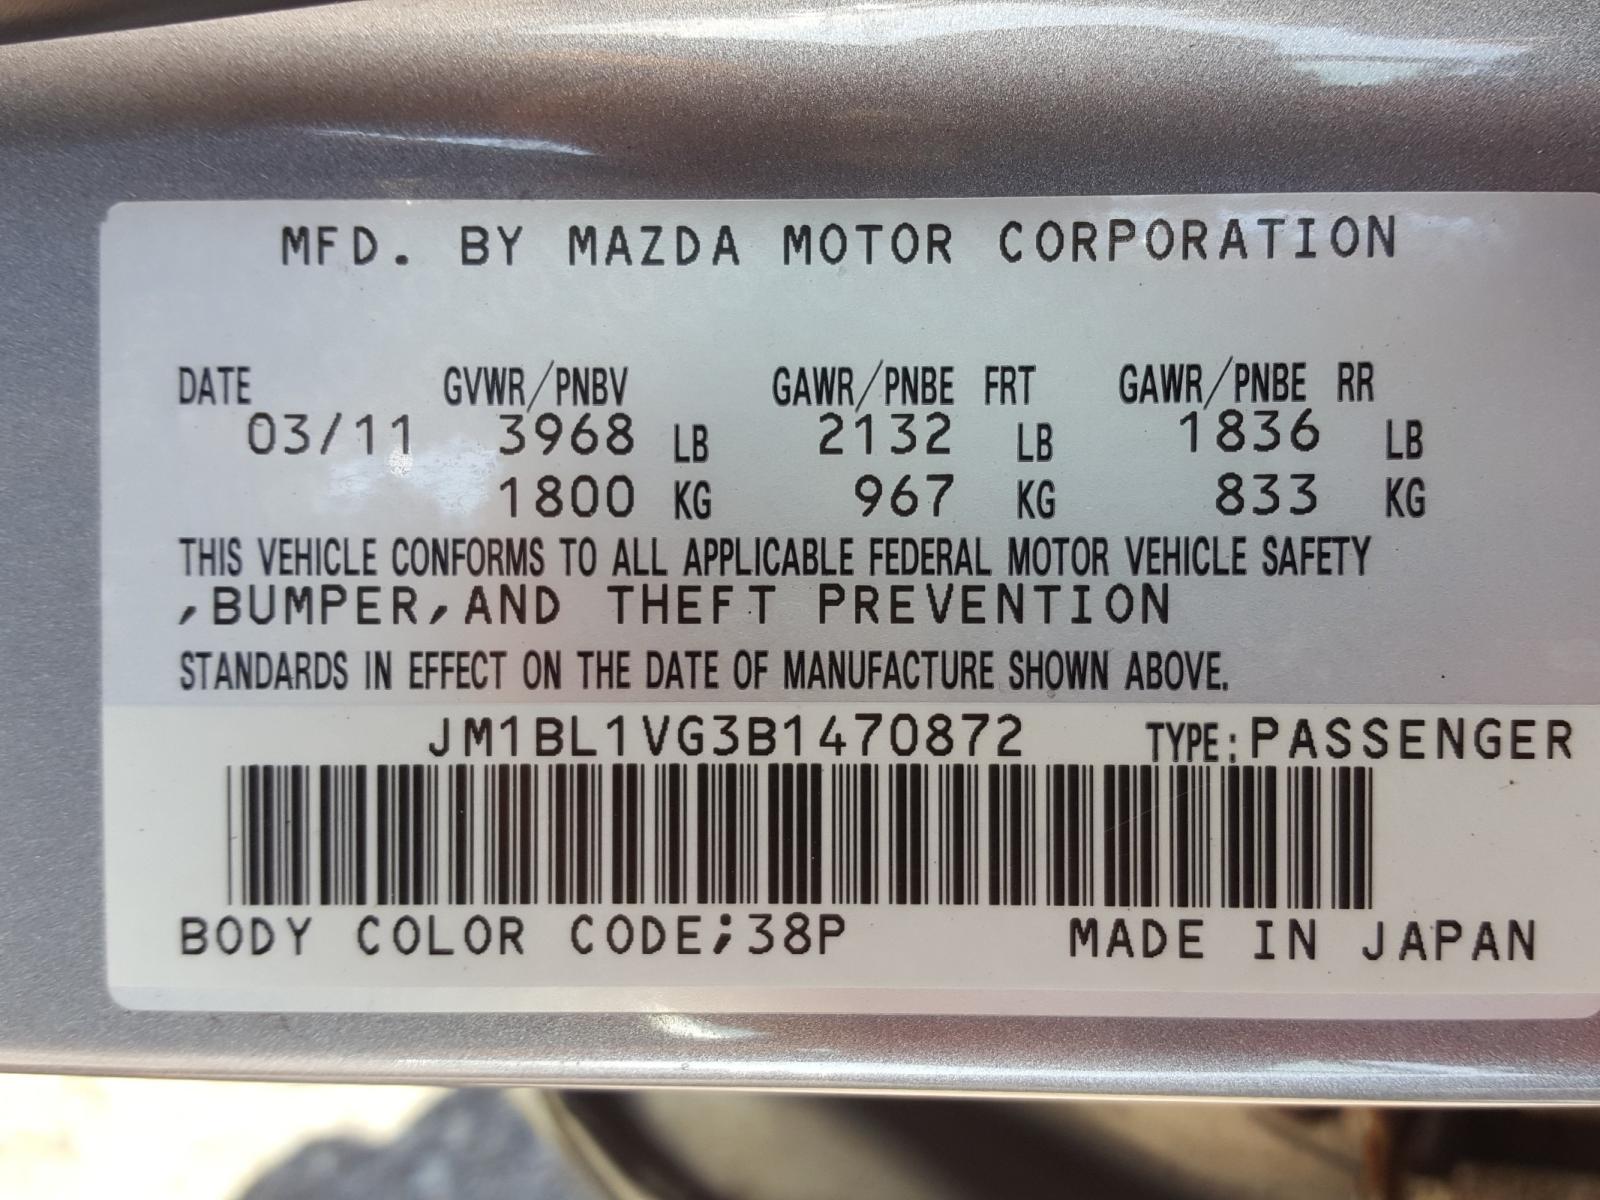 MFD. BY MAZDA MOTOR CORPORATION
DATE GVWR/PNBV GAWR/PNBE FRT GAWR/PNBE RR
03/11 3968 LB 2132 LB 1836 LB
1800 KG 967 KG 833 KG
THIS VEHICLE CONFORMS TO ALL APPLICABLE FEDERAL MOTOR VEHICLE SAFETY
,BUMPER,AND THEFT PREVENTION
STANDARDS IN EFFECT ON THE DATE OF MANUFACTURE SHOWN ABOVE.
JM1BL1VG3B1470872 TYPE:PASSENGER
BODY COLOR CODE;38P MADE IN JAPAN